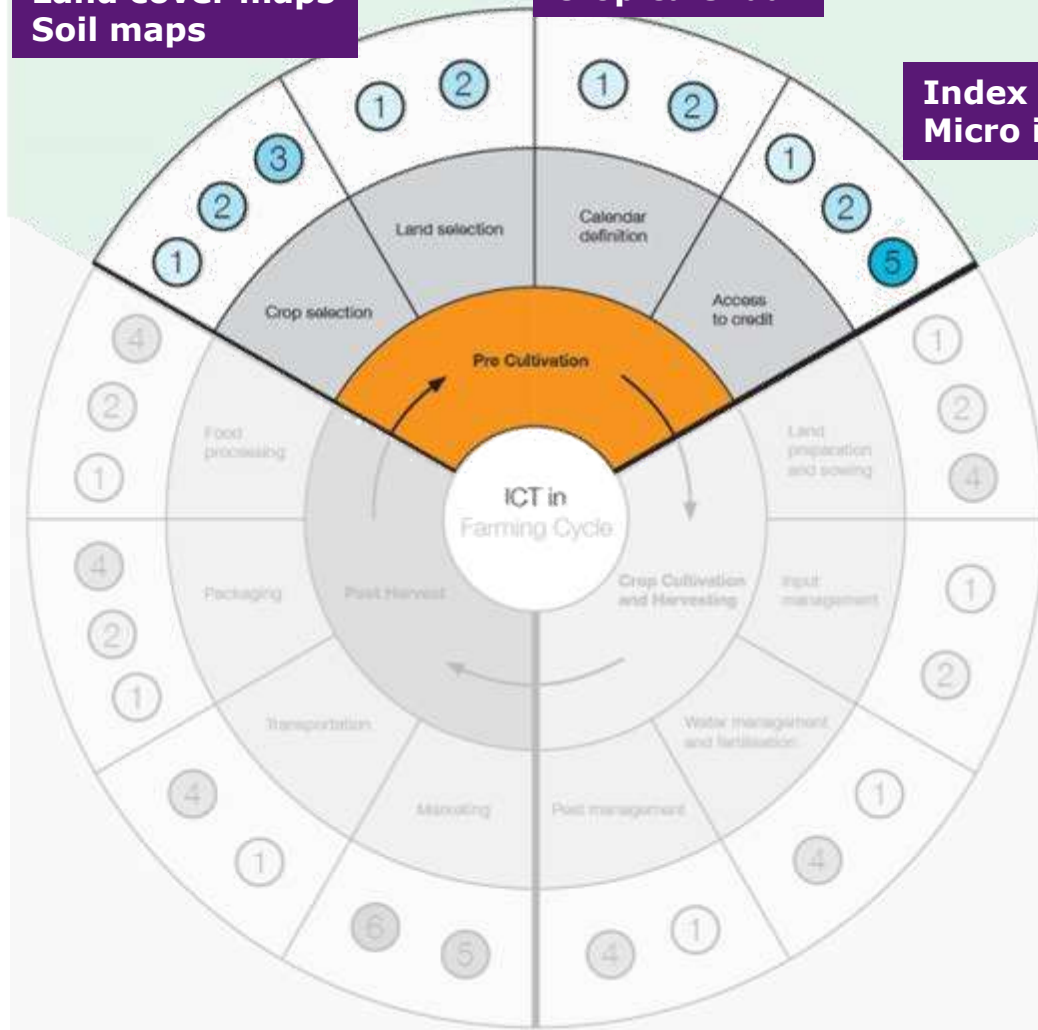 Land cover maps
Soil maps
Index
Micro i
1
2
1
2
3
2
1
1
2
5
Land selection
Calendar
definition
Crop selection
Access
to credit
Pre Cultivation
4
2
1
Food
processing
Land
preparation
and sowing
1
2
4
ICT in
Farming Cycle
4
2
1
Packaging
Post Harvest
Crop Cultivation
and Harvesting
Input
management
1
2
Transportation
Water management
and fertilisation
4
1
Marketing
Pest management
1
4
6
5
4
1